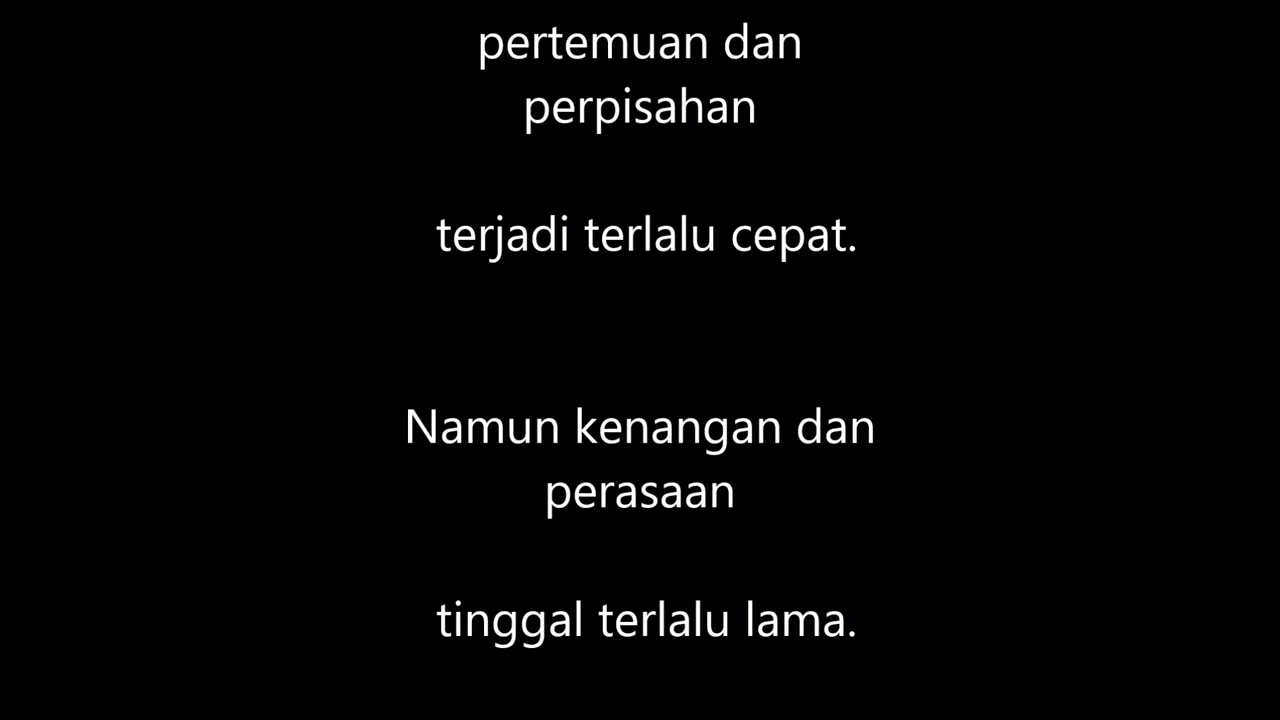 pertemuan dan
perpisahan
terjadi terlalu cepat.
Namun kenangan dan
perasaan
tinggal terlalu lama.